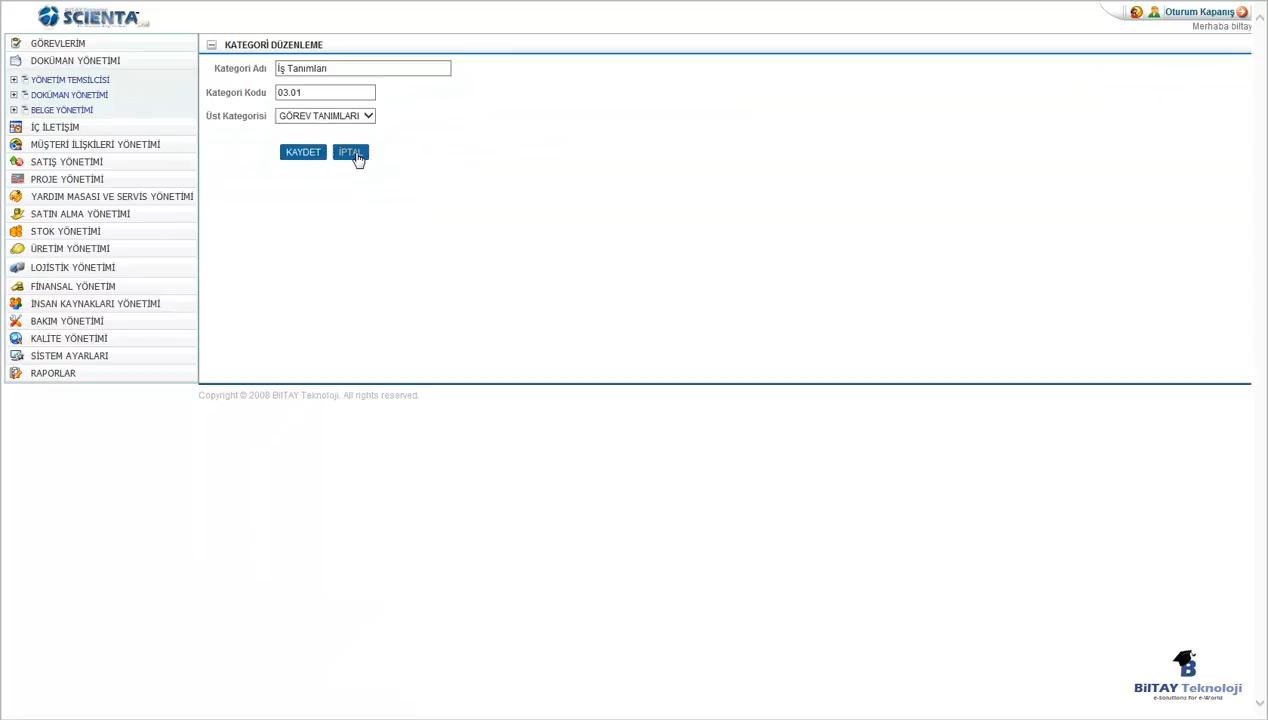 SCIENTA
Oturum Kapanış
Merhaba biltay
GÖREVLERİM
DOKÜMAN YÖNETİMİ
YÖNETİM TEMSİLCİSİ
DOKÜMAN YÖNETİMİ
BELGE YÖNETİMİ
İÇ İLETİŞİM
MÜŞTERİ İLİŞKİLERİ YÖNETİMİ
SATIŞ YÖNETİMİ
PROJE YÖNETİMİ
YARDIM MASASI VE SERVİS YÖNETİMİ
SATIN ALMA YÖNETİMİ
STOK YÖNETİMİ
ÜRETİM YÖNETİMİ
LOJİSTİK YÖNETİMİ
FİNANSAL YÖNETİM
INSAN KAYNAKLARI YÖNETİMİ
BAKIM YÖNETİMİ
KALİTE YÖNETİMİ
SİSTEM AYARLARI
RAPORLAR
KATEGORİ DÜZENLEME
Kategori Adı İş Tanımları
Kategori Kodu 03.01
Üst Kategorisi GÖREV TANIMLARI
KAYDET İPTAL
Copyright © 2008 BilTAY Teknoloji. All rights reserved.
BilTAY Teknoloji
e-Solutions for e-World